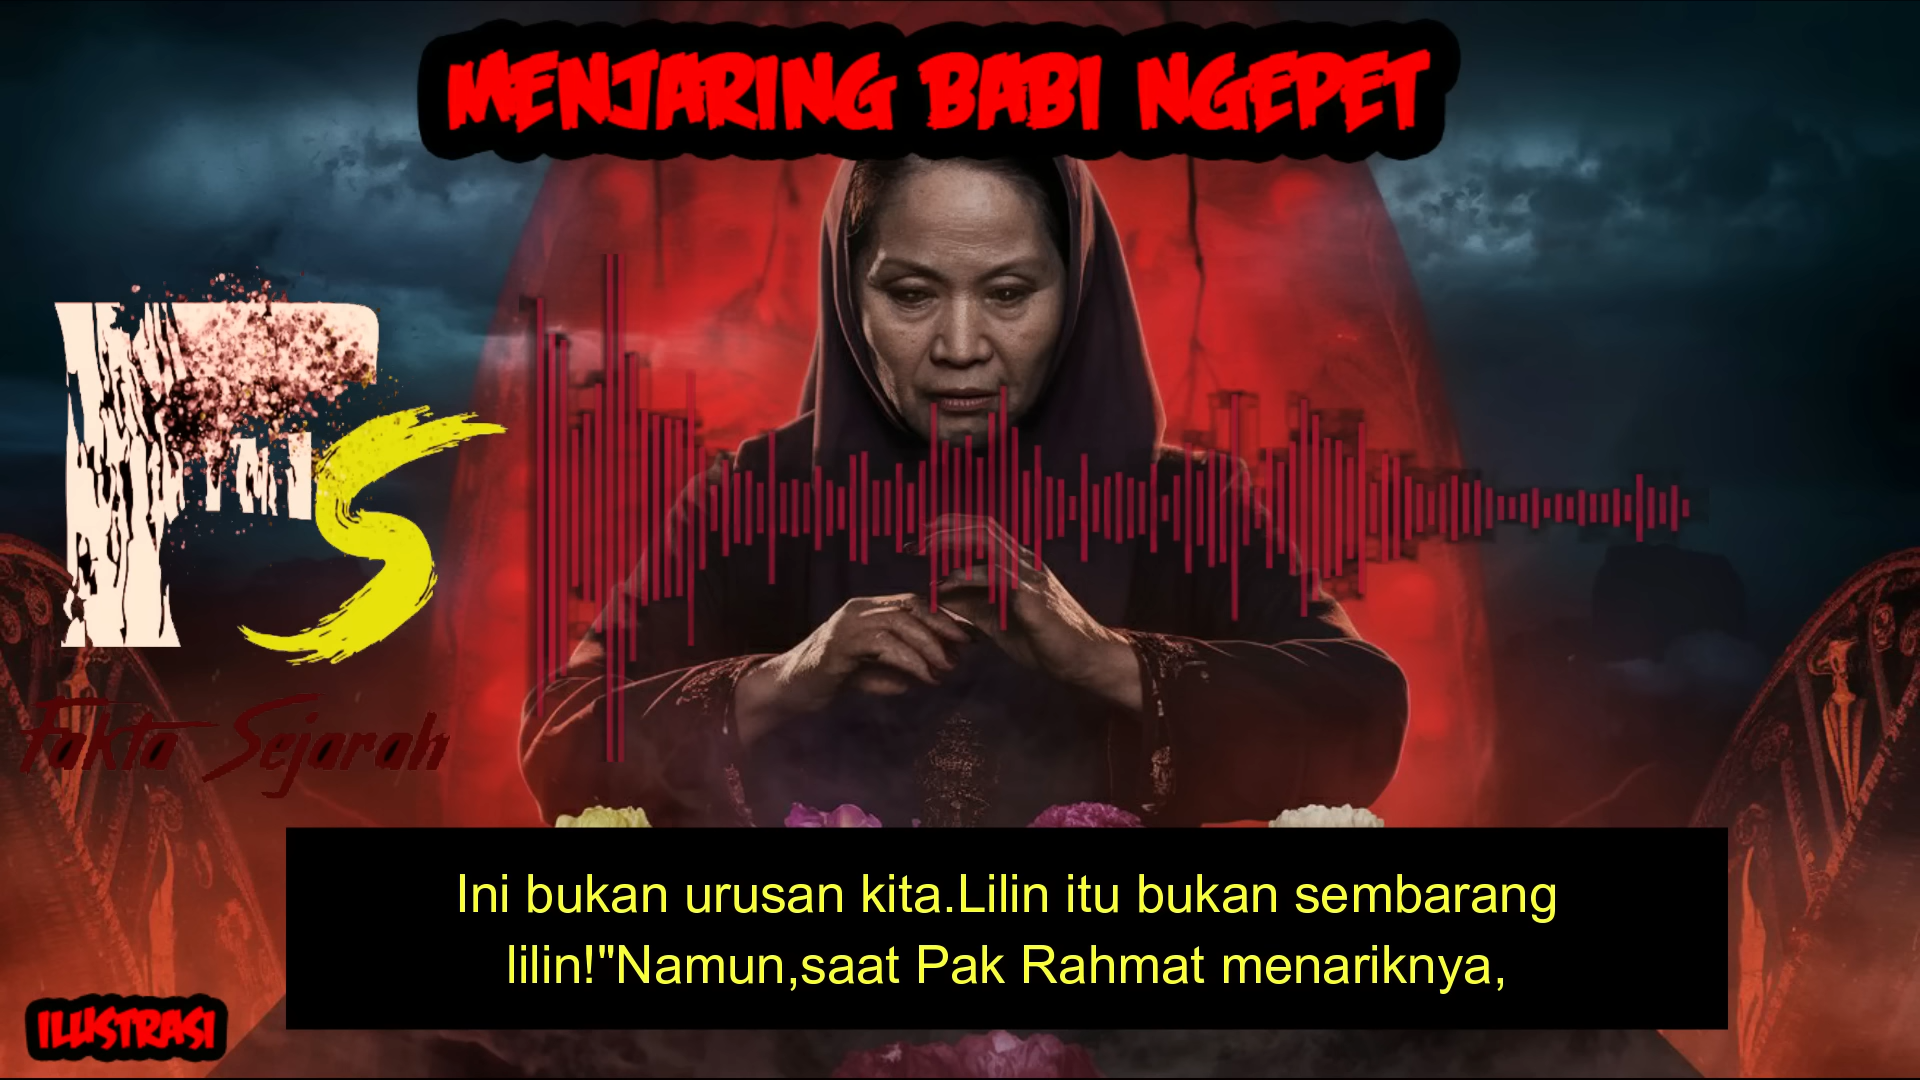 MENJARING BABI NGEPET
FS
Fakta Sejarah
Ini bukan urusan kita.Lilin itu bukan sembarang
lilin!"Namun,saat Pak Rahmat menariknya,
ILUSTRASI